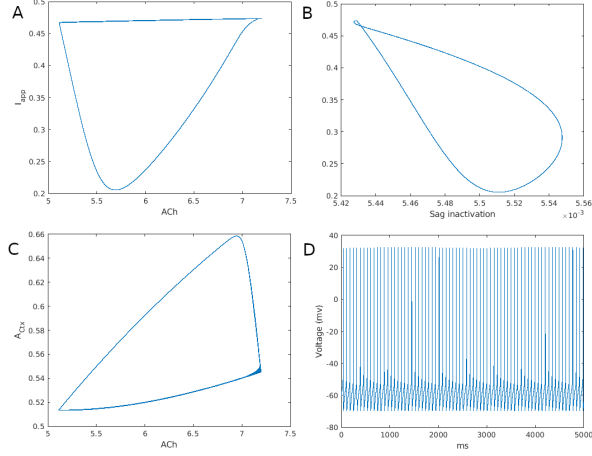 A
0.5
0.45
0.4
0.35
0.3
0.25
0.2
I_app
5 5.5 6 6.5 7 7.5
ACh
B
0.5
0.45
0.4
0.35
0.3
0.25
0.2
5.42 5.44 5.46 5.48 5.5 5.52 5.54 5.56
Sag inactivation
×10^-3
C
0.66
0.64
0.62
0.6
0.58
0.56
0.54
0.52
0.5
A_Ctx
5 5.5 6 6.5 7 7.5
ACh
D
40
20
0
-20
-40
-60
-80
Voltage (mv)
0 1000 2000 3000 4000 5000
ms